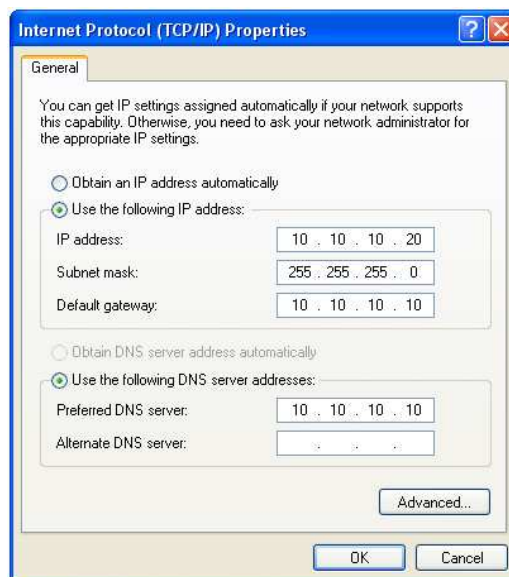 Internet Protocol (TCP/IP) Properties
General
You can get IP settings assigned automatically if your network supports
this capability. Otherwise, you need to ask your network administrator for
the appropriate IP settings.
Obtain an IP address automatically
Use the following IP address:
IP address: 10 . 10 . 10 . 20
Subnet mask: 255 . 255 . 255 . 0
Default gateway: 10 . 10 . 10 . 10
Obtain DNS server address automatically
Use the following DNS server addresses:
Preferred DNS server: 10 . 10 . 10 . 10
Alternate DNS server: . . .
Advanced...
OK Cancel